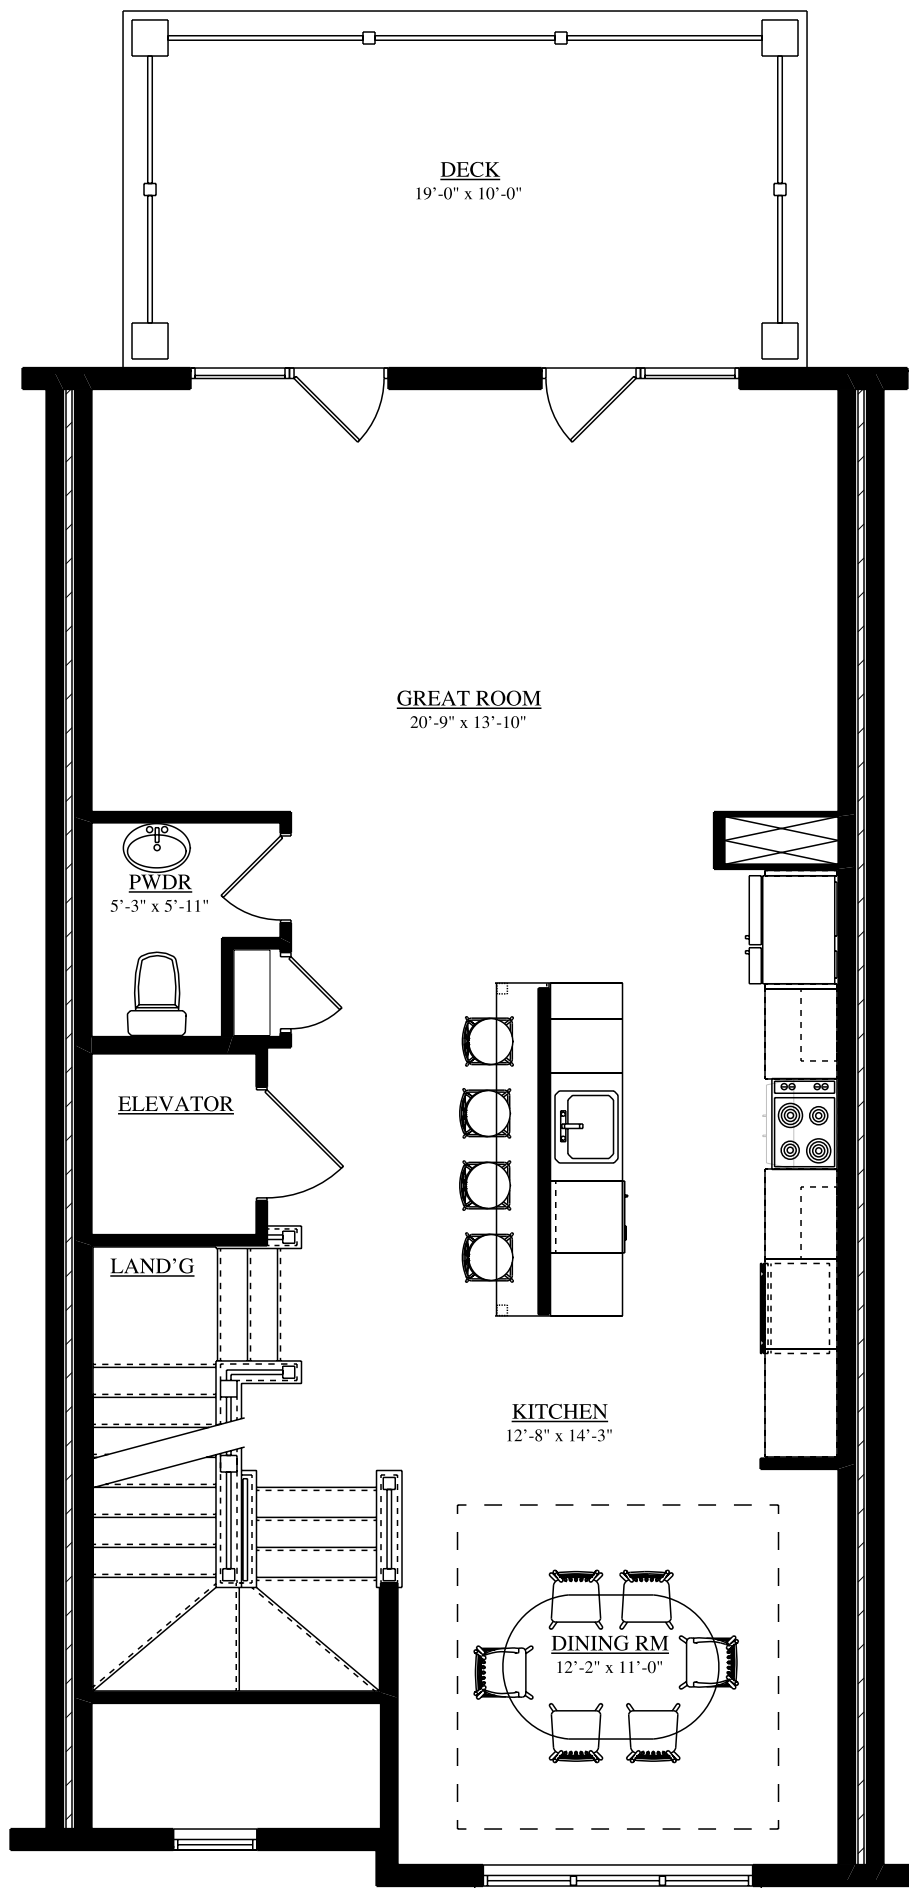 DECK
19'-0" x 10'-0"
GREAT ROOM
20'-9" x 13'-10"
PWDR
5'-3" x 5'-11"
ELEVATOR
LAND'G
KITCHEN
12'-8" x 14'-3"
DINING RM
12'-2" x 11'-0"